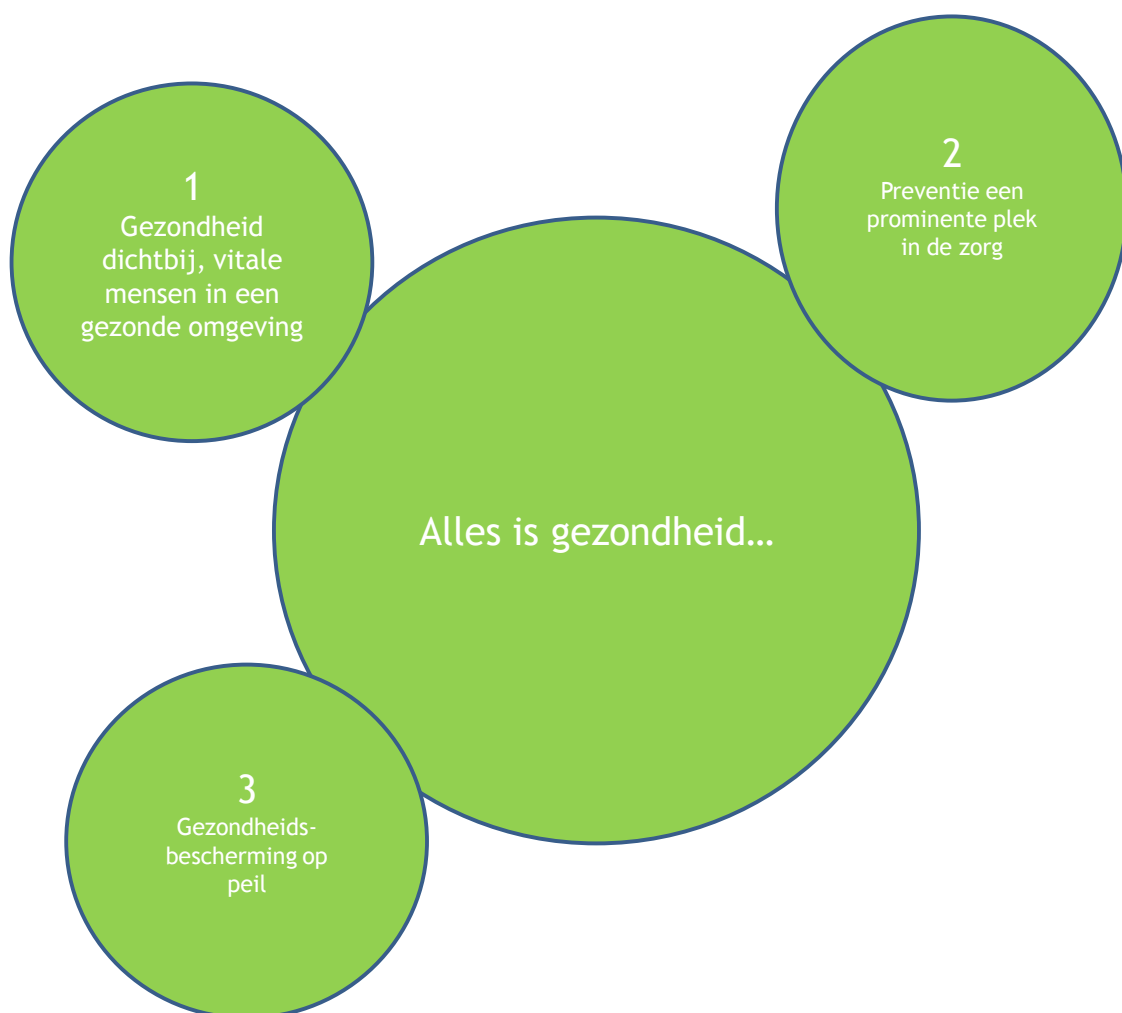 1
Gezondheid
dichtbij, vitale
mensen in een
gezonde omgeving
2
Preventie een
prominente plek
in de zorg
Alles is gezondheid…
3
Gezondheids-
bescherming op
peil